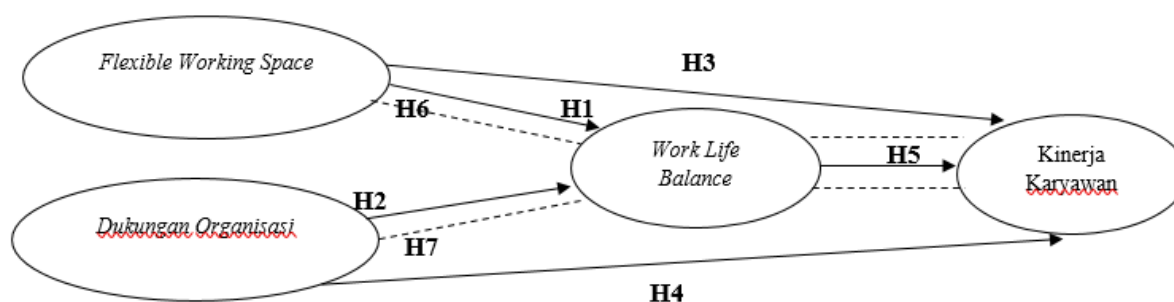 Flexible Working Space
H3
H6
H1
Work Life
Balance
H5
Kinerja
Karyawan
H2
Dukungan Organisasi
H7
H4